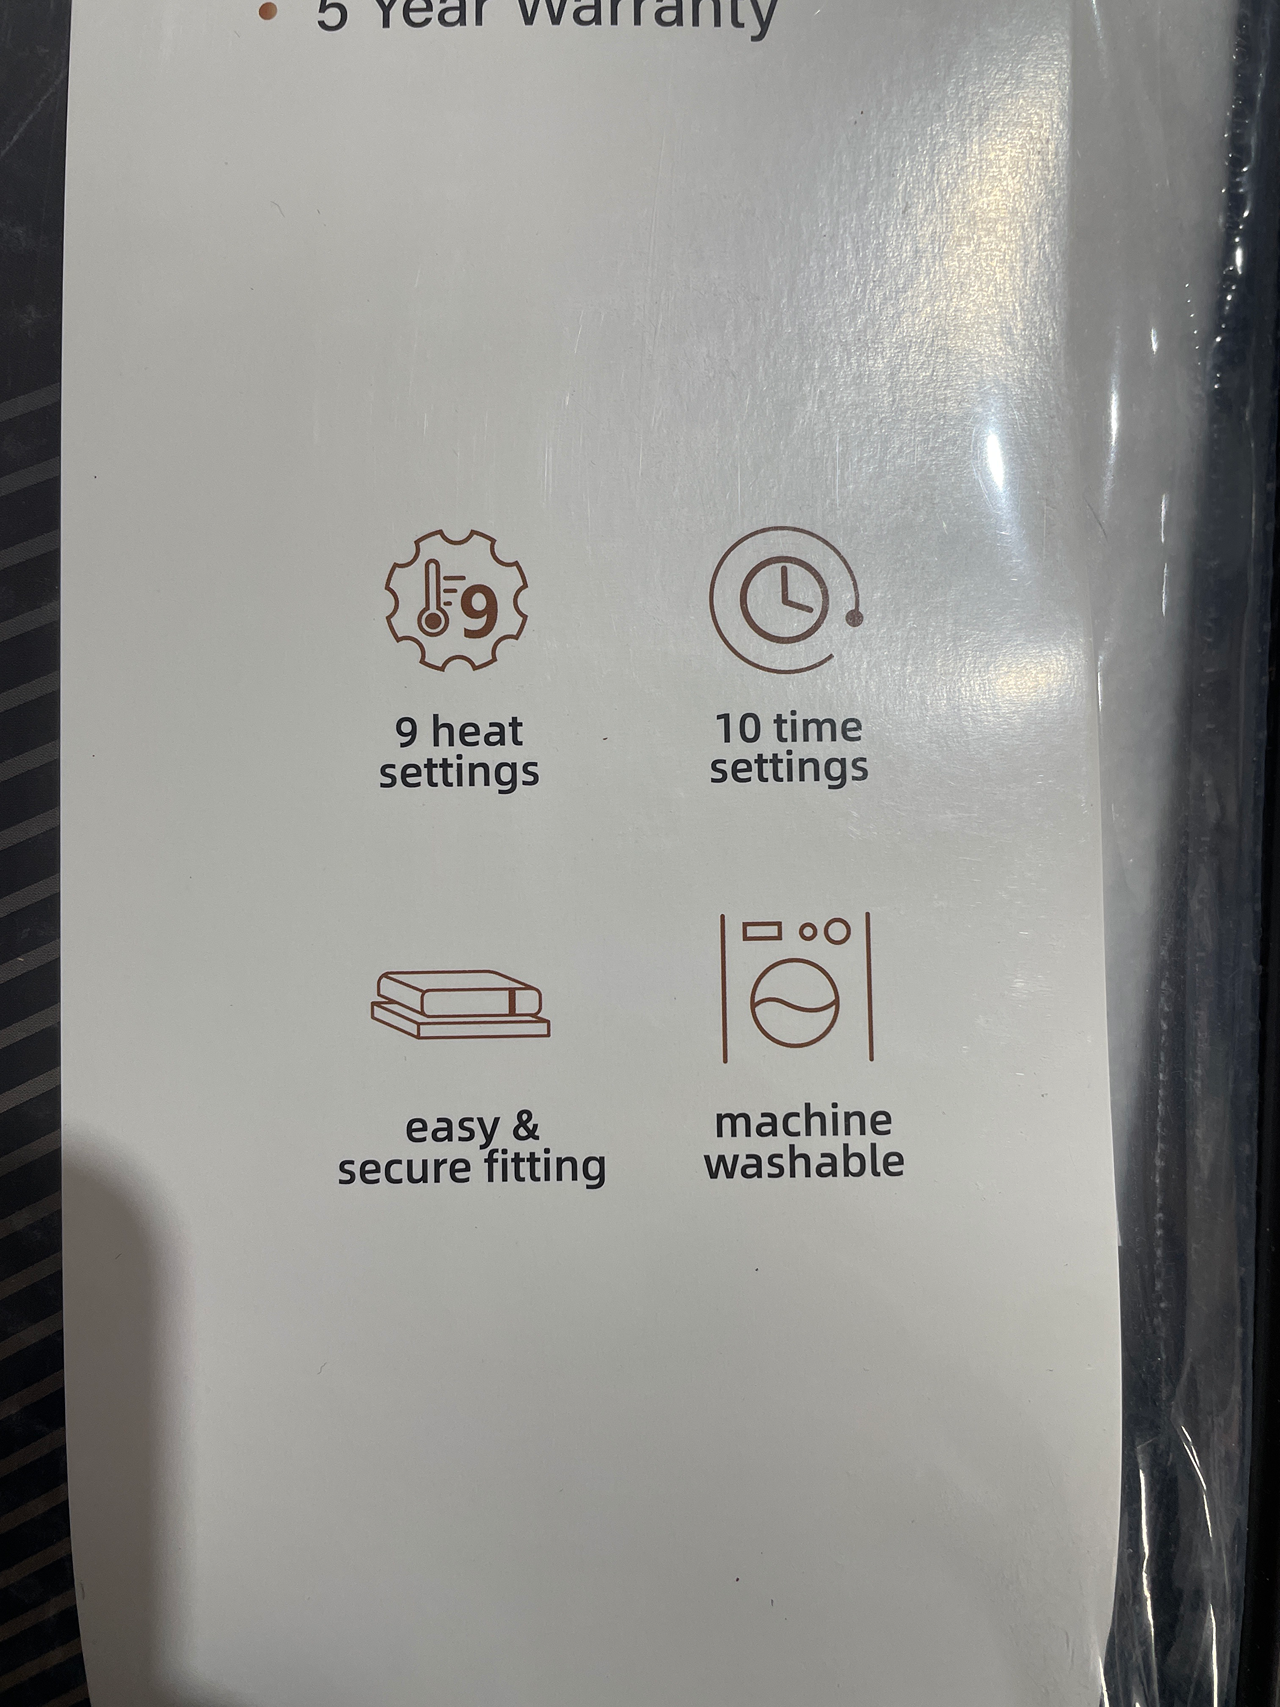 • 5 Year Warranty
9
9 heat
settings
10 time
settings
easy &
secure fitting
machine
washable